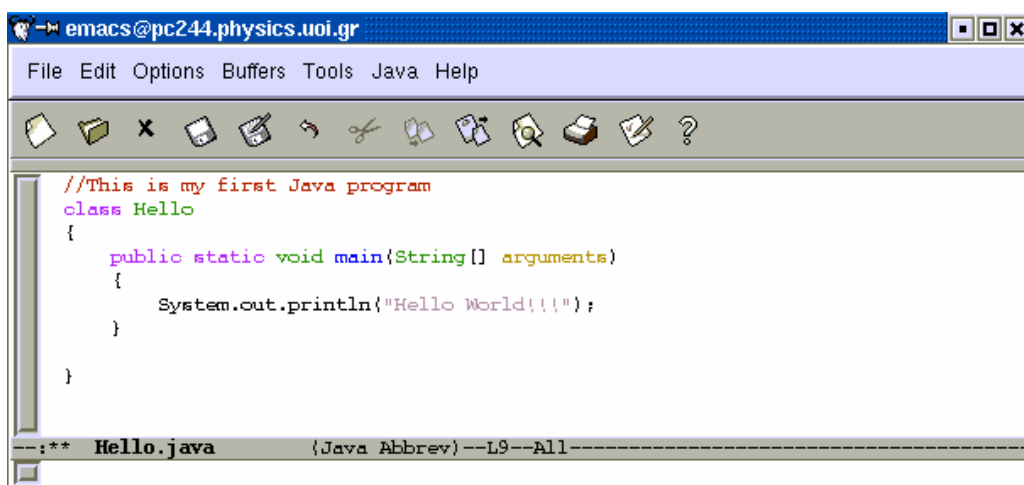 emacs@pc244.physics.uoi.gr
File Edit Options Buffers Tools Java Help
//This is my first Java program
class Hello
{
    public static void main(String[] arguments)
    {
        System.out.println("Hello World!!!");
    }
}
--:** Hello.java (Java Abbrev)--L9--All--------------------------------------